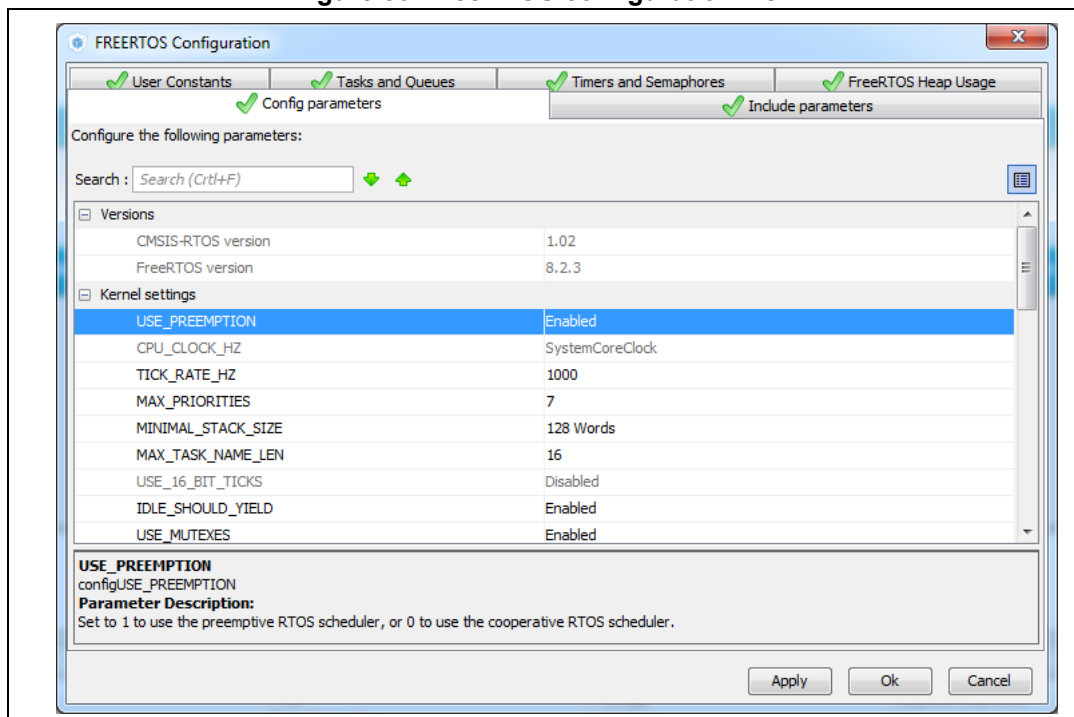 FREERTOS Configuration
User Constants Tasks and Queues Timers and Semaphores FreeRTOS Heap Usage
Config parameters Include parameters
Configure the following parameters:
Search : Search (Crtl+F)
Versions
CMSIS-RTOS version 1.02
FreeRTOS version 8.2.3
Kernel settings
USE_PREEMPTION Enabled
CPU_CLOCK_HZ SystemCoreClock
TICK_RATE_HZ 1000
MAX_PRIORITIES 7
MINIMAL_STACK_SIZE 128 Words
MAX_TASK_NAME_LEN 16
USE_16_BIT_TICKS Disabled
IDLE_SHOULD_YIELD Enabled
USE_MUTEXES Enabled
USE_PREEMPTION
configUSE_PREEMPTION
Parameter Description:
Set to 1 to use the preemptive RTOS scheduler, or 0 to use the cooperative RTOS scheduler.
Apply Ok Cancel